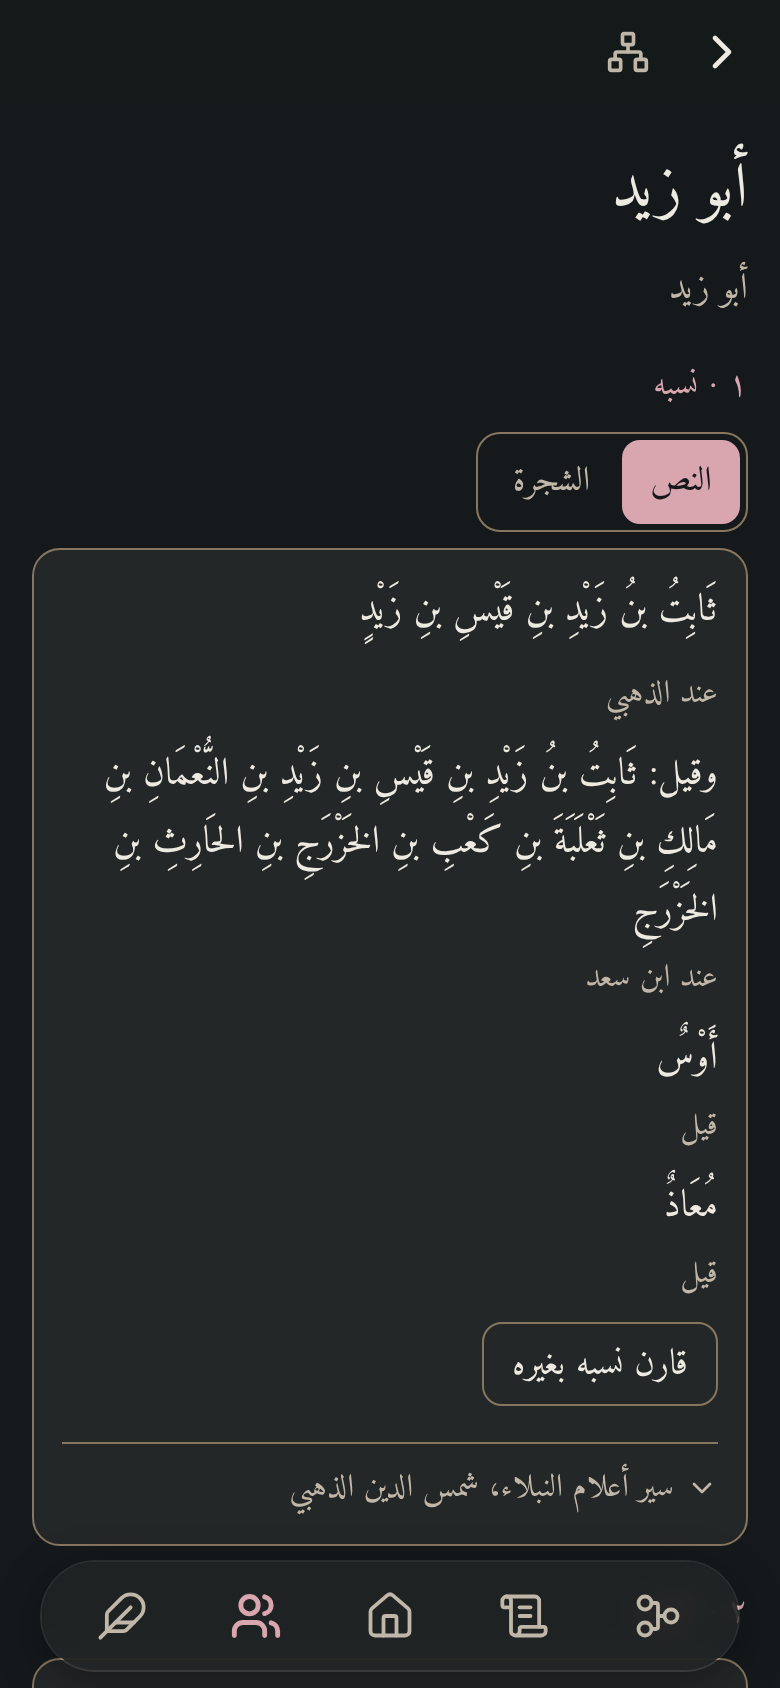 أبو زيد
أبو زيد
١ · نسبه
النص
الشجرة
ثَابِتُ بنُ زَيْدِ بنِ قَيْسِ بنِ زَيْدٍ
عند الذهبي
وقيل: ثَابِتُ بنُ زَيْدِ بنِ قَيْسِ بنِ زَيْدِ بنِ النُّعْمَانِ بنِ
مَالِكِ بنِ ثَعْلَبَةَ بنِ كَعْبِ بنِ الخَزْرَجِ بنِ الحَارِثِ بنِ
الخَزْرَجِ
عند ابن سعد
أَوْسٌ
قيل
مُعَاذٌ
قيل
قارن نسبه بغيره
سير أعلام النبلاء، شمس الدين الذهبي
٢